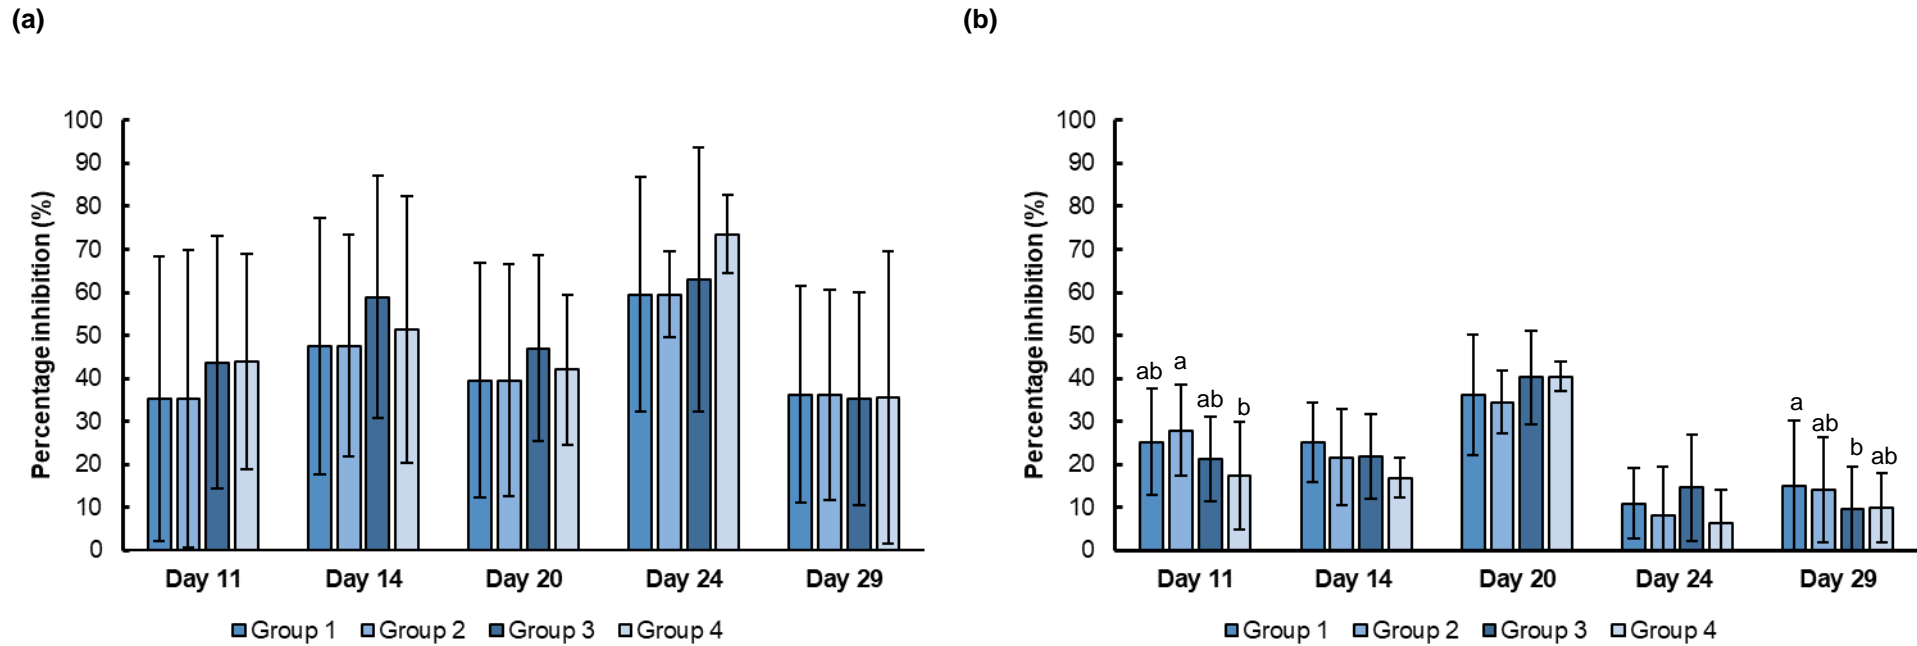 (a)
100
90
80
70
60
50
40
30
20
10
0
Percentage inhibition (%)
Day 11 Day 14 Day 20 Day 24 Day 29
Group 1 Group 2 Group 3 Group 4
(b)
100
90
80
70
60
50
40
30
20
10
0
Percentage inhibition (%)
ab a ab b
a ab b ab
Day 11 Day 14 Day 20 Day 24 Day 29
Group 1 Group 2 Group 3 Group 4